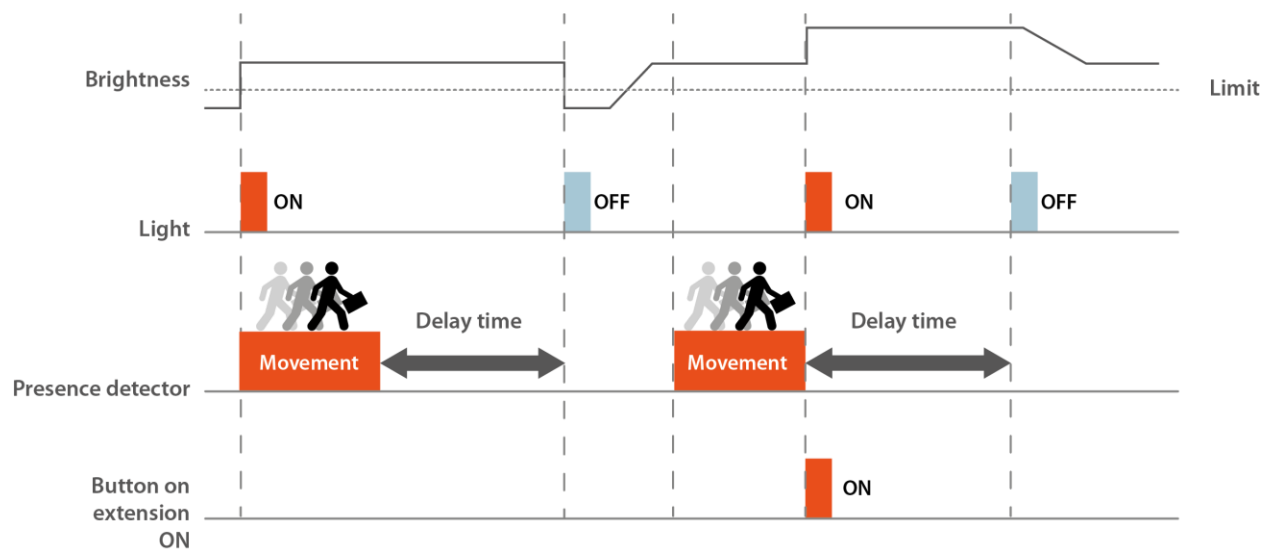 Brightness
Limit
ON
OFF
ON
OFF
Light
Delay time
Delay time
Movement
Movement
Presence detector
Button on
extension
ON
ON